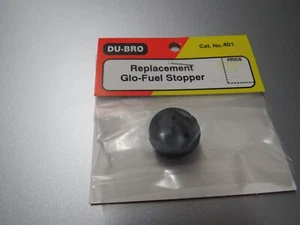 DU-BRO
Cat. No. 401
Replacement
Glo-Fuel Stopper
PRICE